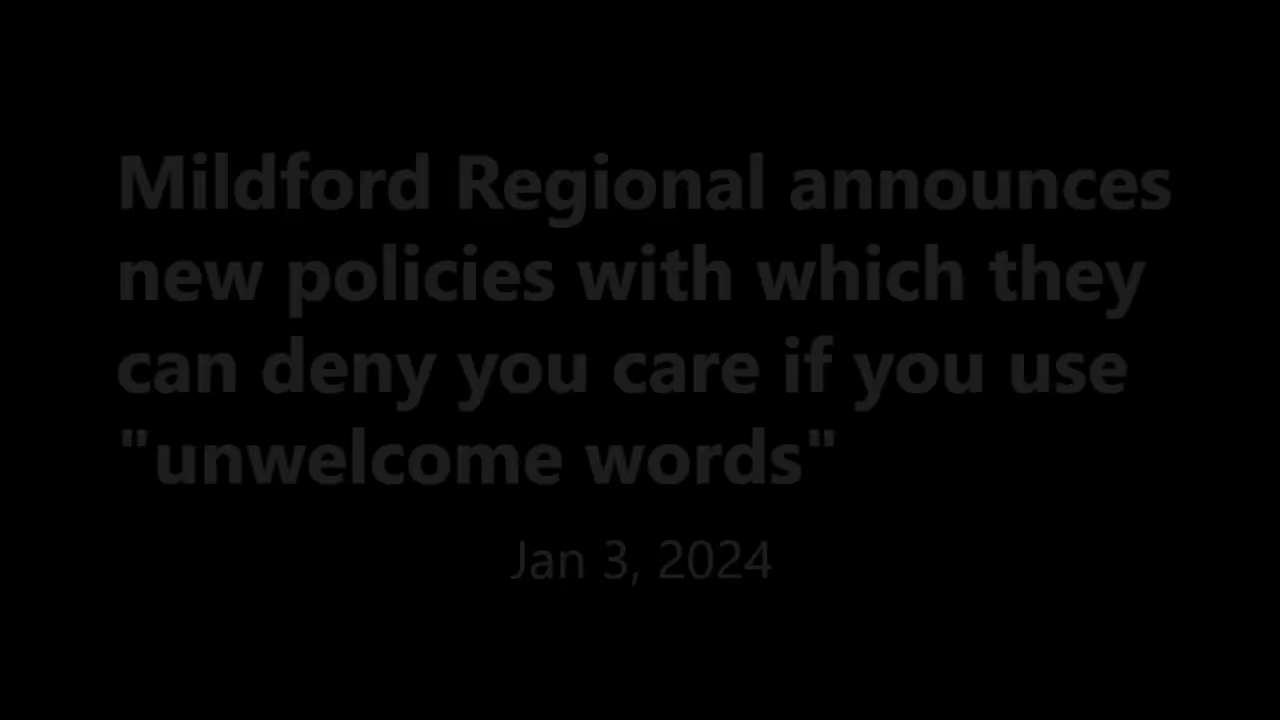 Mildford Regional announces
new policies with which they
can deny you care if you use
"unwelcome words"
Jan 3, 2024